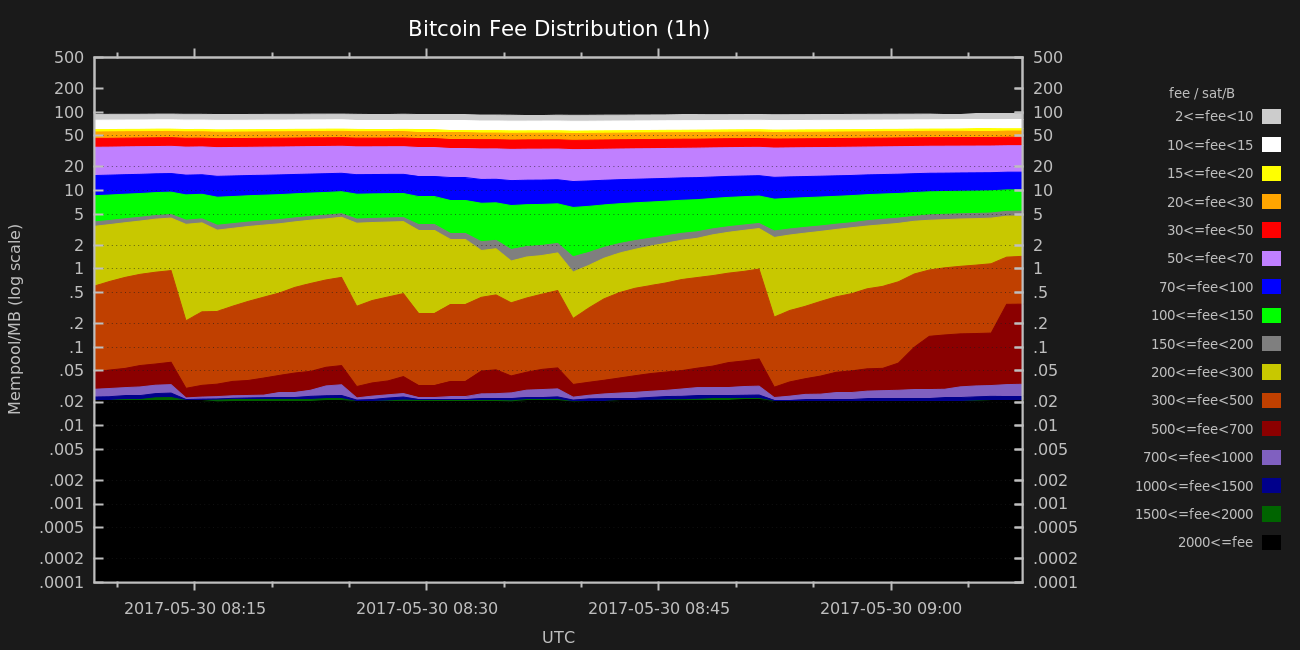 Bitcoin Fee Distribution (1h)
Mempool/MB (log scale)
500
200
100
50
20
10
5
2
1
.5
.2
.1
.05
.02
.01
.005
.002
.001
.0005
.0002
.0001
500
200
100
50
20
10
5
2
1
.5
.2
.1
.05
.02
.01
.005
.002
.001
.0005
.0002
.0001
2017-05-30 08:15 2017-05-30 08:30 2017-05-30 08:45 2017-05-30 09:00
UTC
fee / sat/B
2<=fee<10
10<=fee<15
15<=fee<20
20<=fee<30
30<=fee<50
50<=fee<70
70<=fee<100
100<=fee<150
150<=fee<200
200<=fee<300
300<=fee<500
500<=fee<700
700<=fee<1000
1000<=fee<1500
1500<=fee<2000
2000<=fee